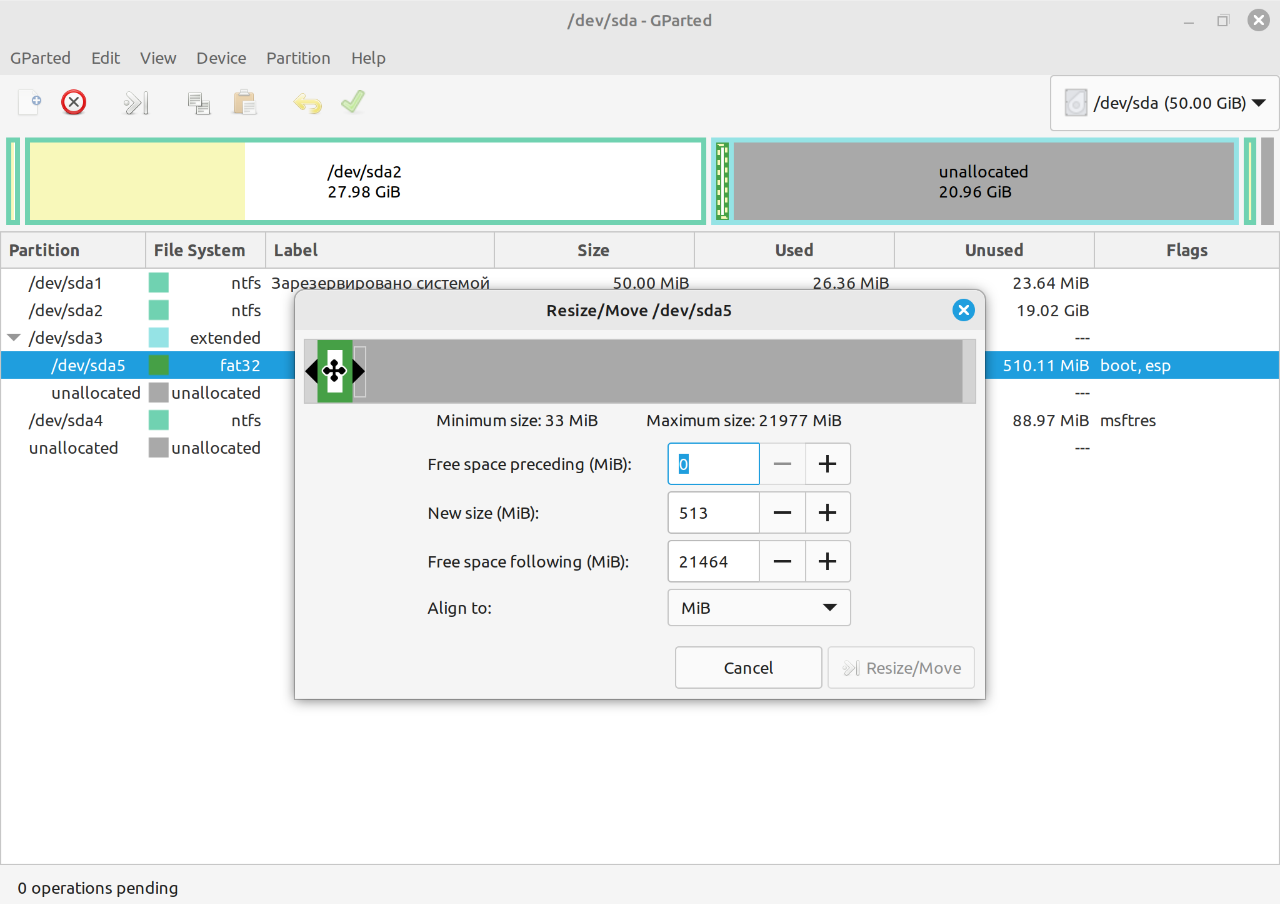 /dev/sda - GParted
GParted Edit View Device Partition Help
/dev/sda (50.00 GiB)
/dev/sda2
27.98 GiB
unallocated
20.96 GiB
Partition File System Label Size Used Unused Flags
/dev/sda1 ntfs Зарезервировано системой 50.00 MiB 26.36 MiB 23.64 MiB
/dev/sda2 ntfs 19.02 GiB
/dev/sda3 extended ---
/dev/sda5 fat32 510.11 MiB boot, esp
unallocated unallocated ---
/dev/sda4 ntfs 88.97 MiB msftres
unallocated unallocated ---
Resize/Move /dev/sda5
Minimum size: 33 MiB Maximum size: 21977 MiB
Free space preceding (MiB): 0
New size (MiB): 513
Free space following (MiB): 21464
Align to: MiB
Cancel Resize/Move
0 operations pending